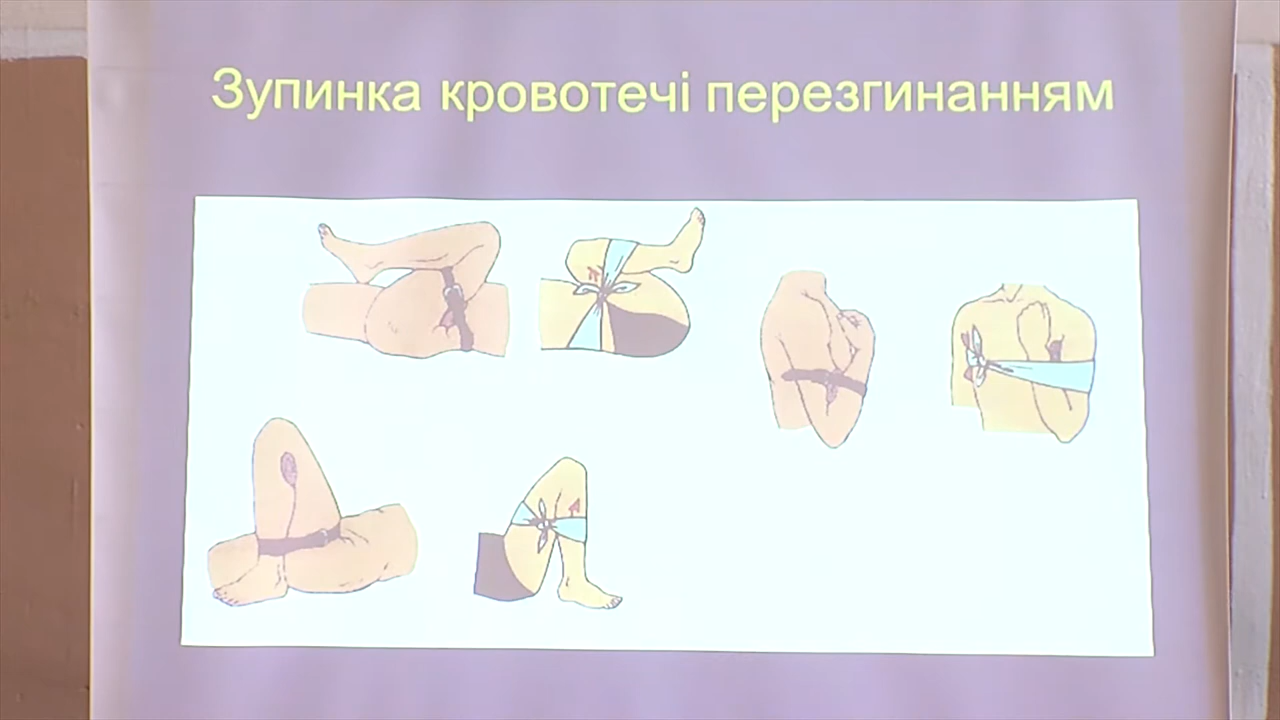 Зупинка кровотечі перезгинанням